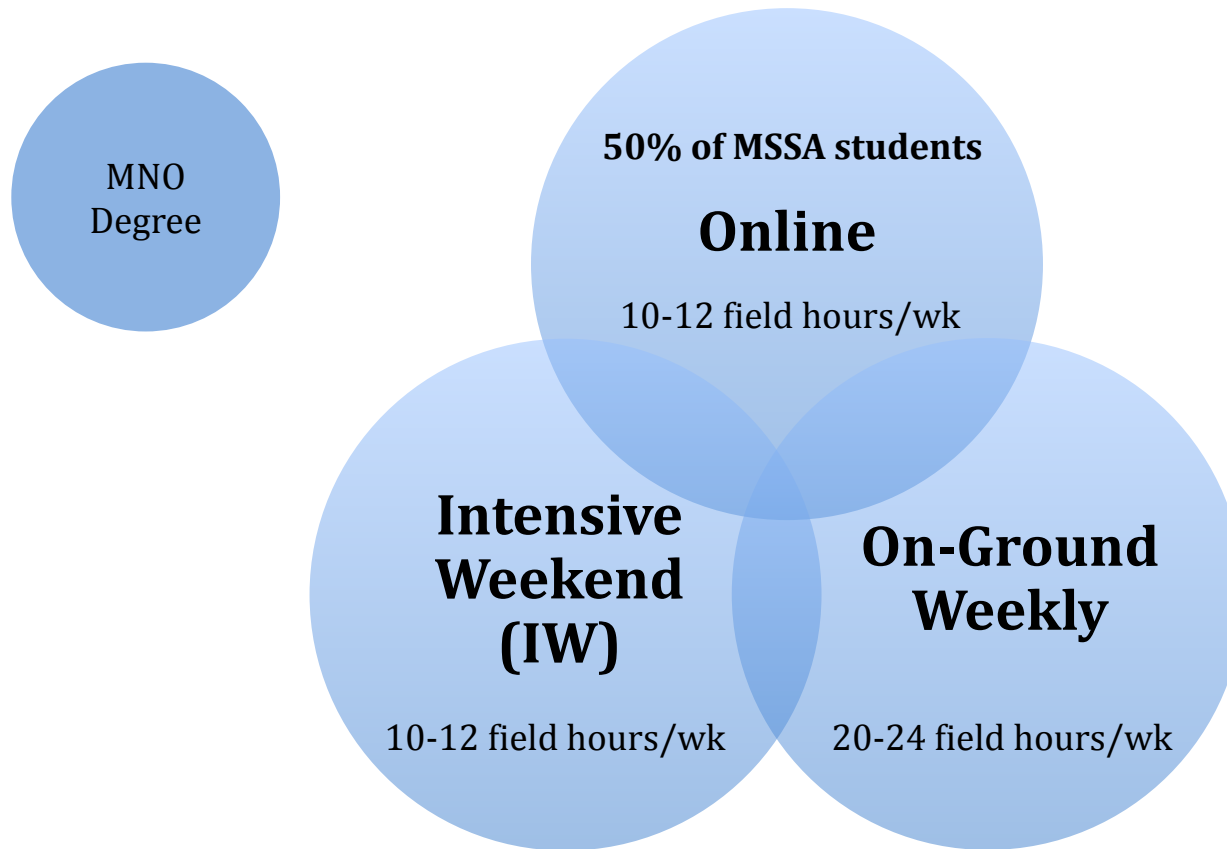 MNO
Degree
50% of MSSA students
Online
10-12 field hours/wk
Intensive
Weekend
(IW)
10-12 field hours/wk
On-Ground
Weekly
20-24 field hours/wk